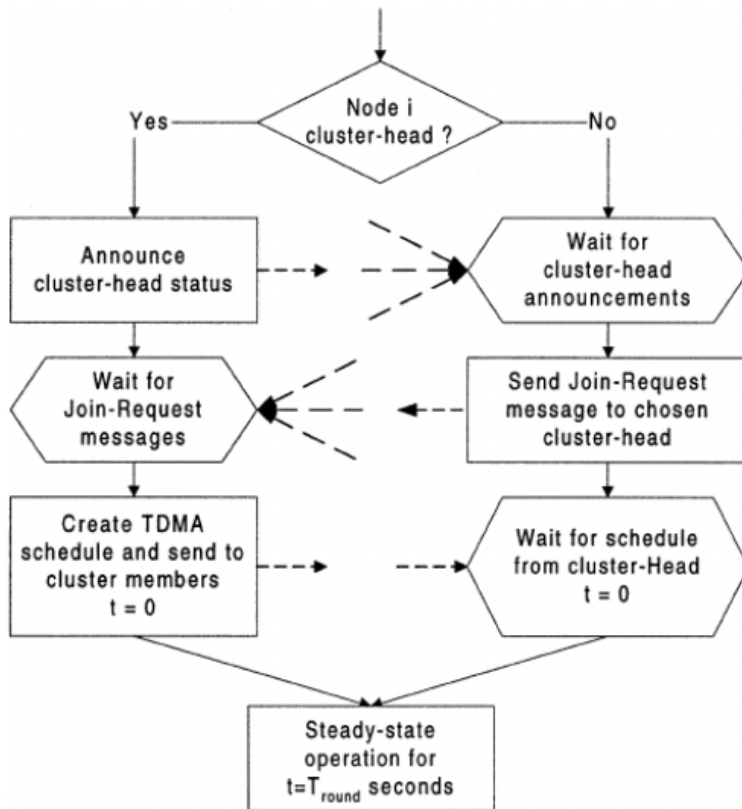 Node i
cluster-head ?
Yes
No
Announce
cluster-head status
Wait for
cluster-head
announcements
Wait for
Join-Request
messages
Send Join-Request
message to chosen
cluster-head
Create TDMA
schedule and send to
cluster members
t = 0
Wait for schedule
from cluster-Head
t = 0
Steady-state
operation for
t=T_round seconds